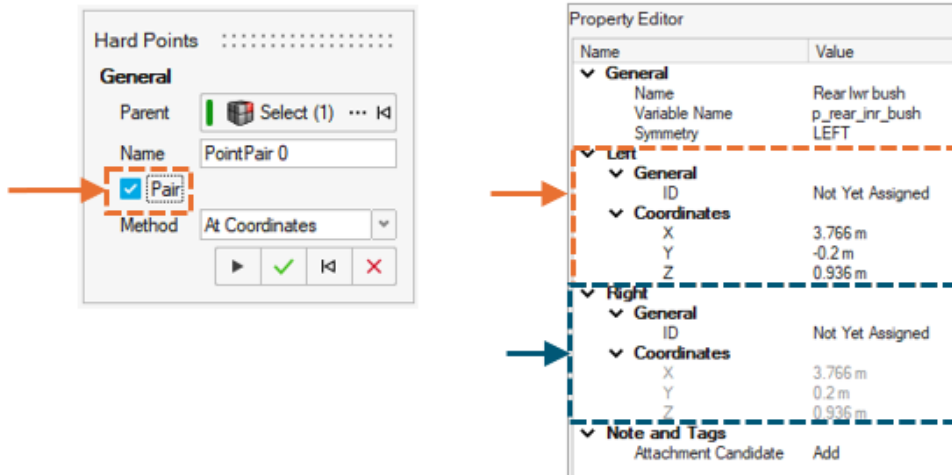 Hard Points
General
Parent Select (1)
Name PointPair 0
Pair
Method At Coordinates
Property Editor
Name Value
General
Name Rear lwr bush
Variable Name p_rear_inr_bush
Symmetry LEFT
Left
General
ID Not Yet Assigned
Coordinates
X 3.766 m
Y -0.2 m
Z 0.936 m
Right
General
ID Not Yet Assigned
Coordinates
X 3.766 m
Y 0.2 m
Z 0.936 m
Note and Tags
Attachment Candidate Add